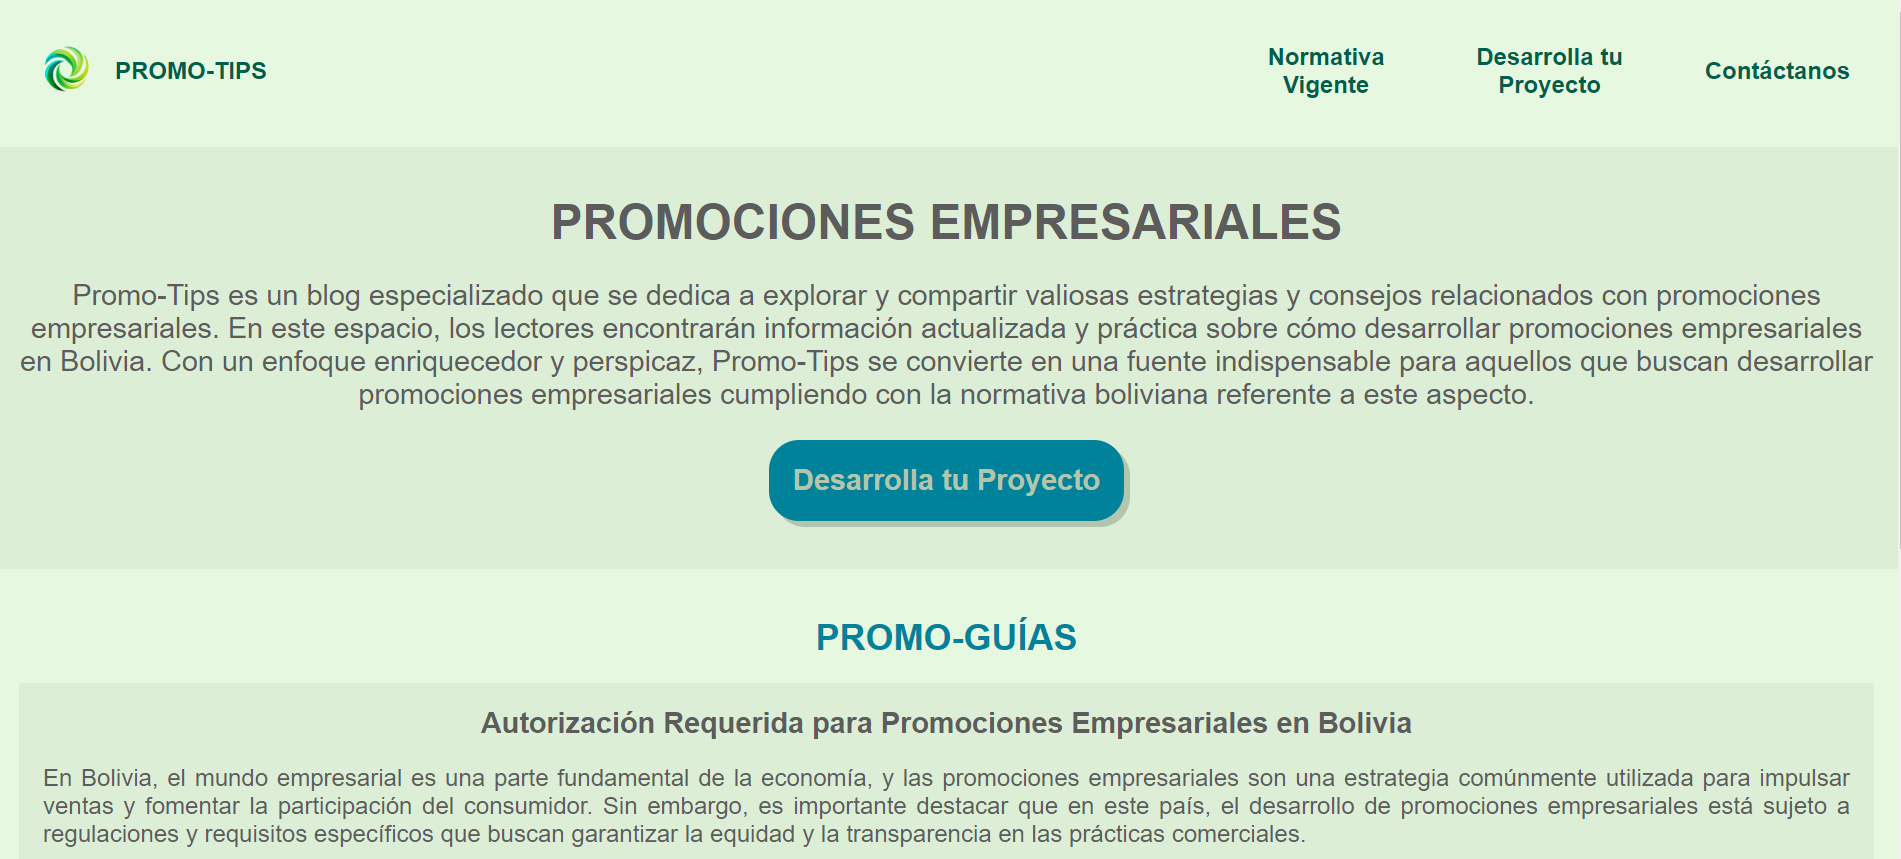 PROMO-TIPS
Normativa
Vigente
Desarrolla tu
Proyecto
Contáctanos
PROMOCIONES EMPRESARIALES
Promo-Tips es un blog especializado que se dedica a explorar y compartir valiosas estrategias y consejos relacionados con promociones
empresariales. En este espacio, los lectores encontrarán información actualizada y práctica sobre cómo desarrollar promociones empresariales
en Bolivia. Con un enfoque enriquecedor y perspicaz, Promo-Tips se convierte en una fuente indispensable para aquellos que buscan desarrollar
promociones empresariales cumpliendo con la normativa boliviana referente a este aspecto.
Desarrolla tu Proyecto
PROMO-GUÍAS
Autorización Requerida para Promociones Empresariales en Bolivia
En Bolivia, el mundo empresarial es una parte fundamental de la economía, y las promociones empresariales son una estrategia comúnmente utilizada para impulsar
ventas y fomentar la participación del consumidor. Sin embargo, es importante destacar que en este país, el desarrollo de promociones empresariales está sujeto a
regulaciones y requisitos específicos que buscan garantizar la equidad y la transparencia en las prácticas comerciales.